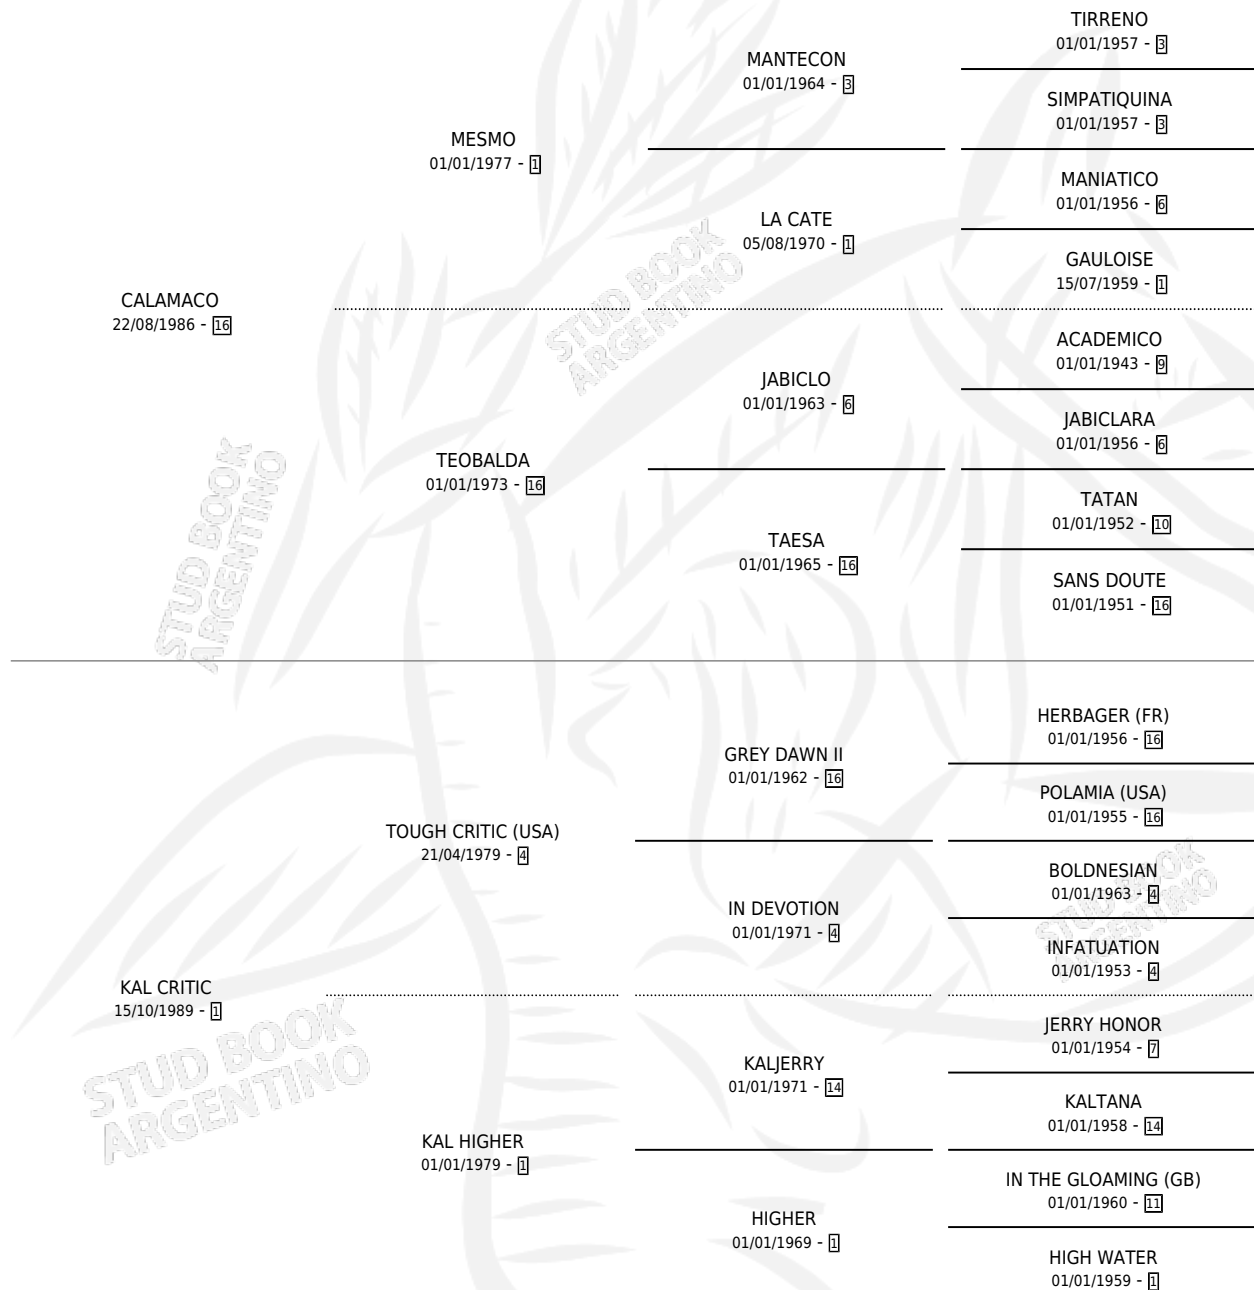 TIRRENO
01/01/1957 - 3
MANTECON
01/01/1964 - 3
SIMPATIQUINA
01/01/1957 - 3
MESMO
01/01/1977 - 1
MANIATICO
01/01/1956 - 6
LA CATE
05/08/1970 - 1
GAULOISE
15/07/1959 - 1
CALAMACO
22/08/1986 - 16
STUD BOOK
ARGENTINO
ACADEMICO
01/01/1943 - 9
JABICLO
01/01/1963 - 6
JABICLARA
01/01/1956 - 6
TEOBALDA
01/01/1973 - 16
TATAN
01/01/1952 - 10
TAESA
01/01/1965 - 16
SANS DOUTE
01/01/1951 - 16
STUD BOOK
ARGENTINO
HERBAGER (FR)
01/01/1956 - 16
GREY DAWN II
01/01/1962 - 16
POLAMIA (USA)
01/01/1955 - 16
TOUGH CRITIC (USA)
21/04/1979 - 4
BOLDNESIAN
01/01/1963 - 4
IN DEVOTION
01/01/1971 - 4
STUD BOOK
ARGENTINO
INFATUATION
01/01/1953 - 4
KAL CRITIC
15/10/1989 - 1
STUD BOOK
ARGENTINO
JERRY HONOR
01/01/1954 - 7
KALJERRY
01/01/1971 - 14
KALTANA
01/01/1958 - 14
KAL HIGHER
01/01/1979 - 1
IN THE GLOAMING (GB)
01/01/1960 - 11
HIGHER
01/01/1969 - 1
HIGH WATER
01/01/1959 - 1